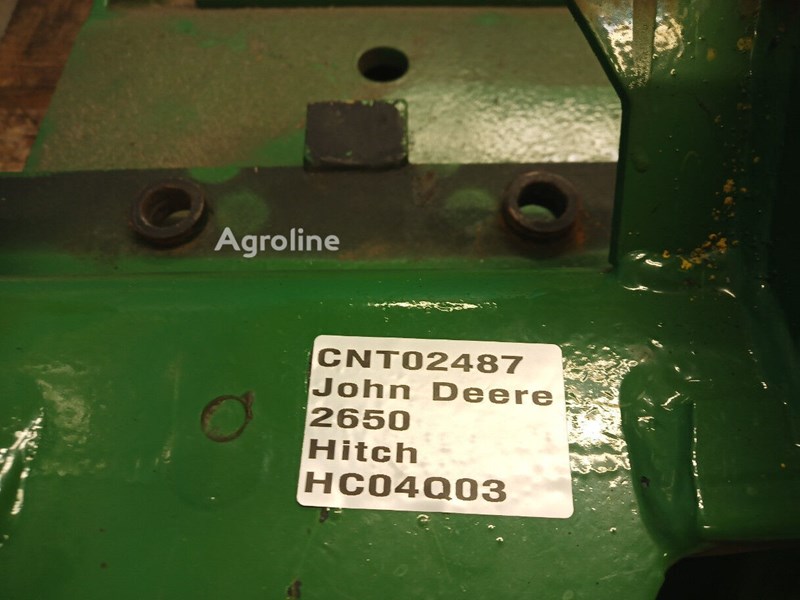 Agroline
CNT02487
John Deere
2650
Hitch
HC04Q03